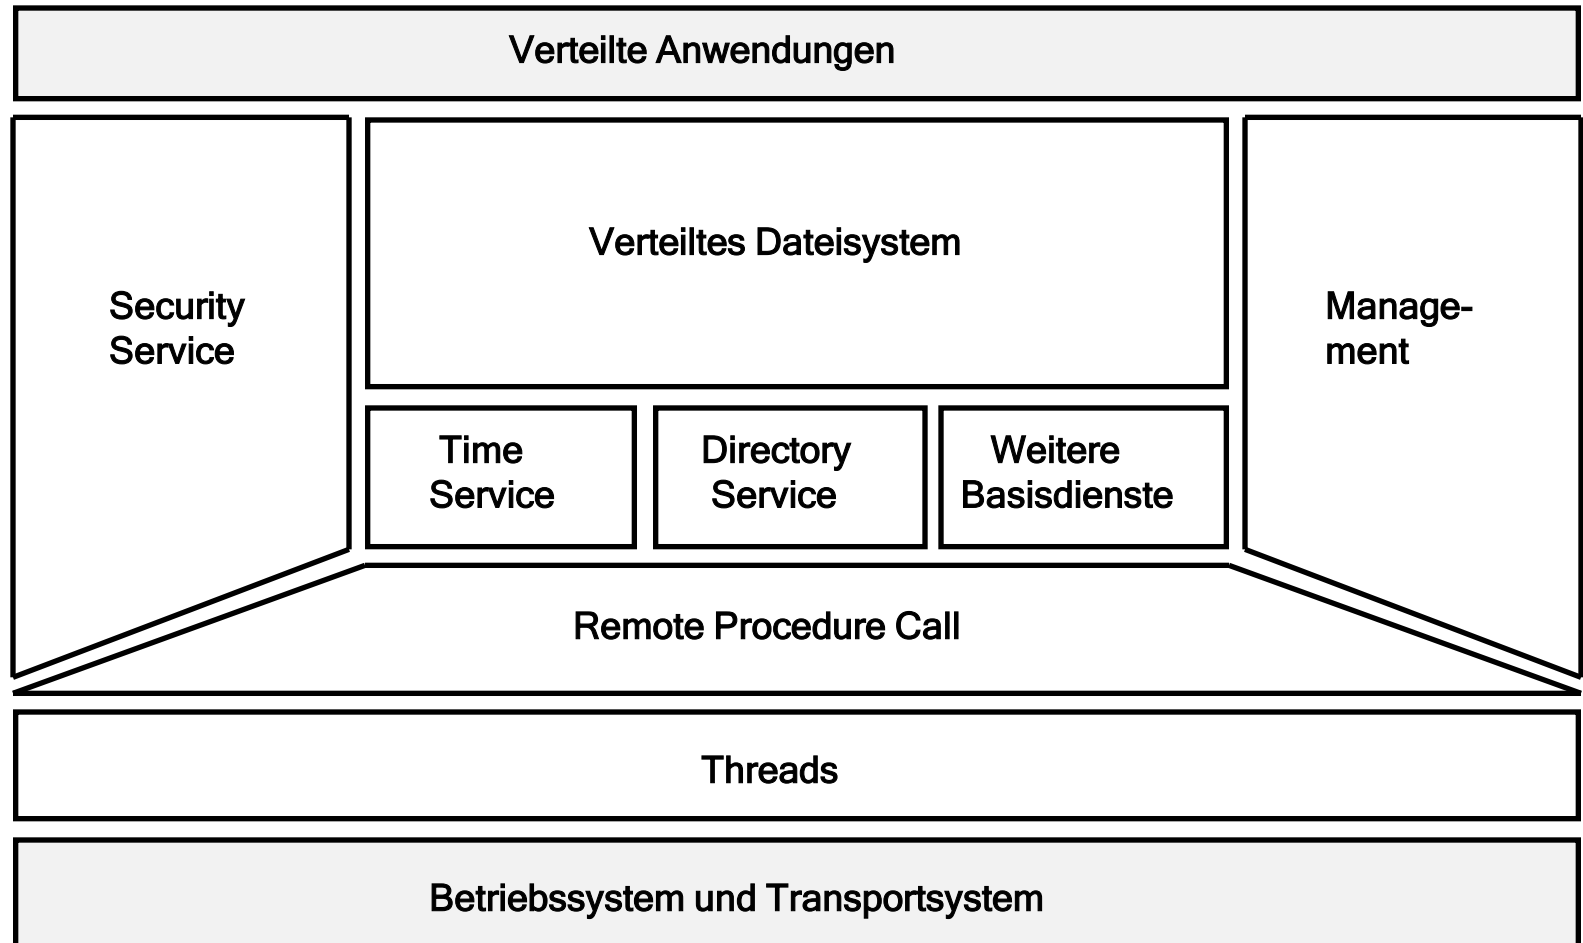 Verteilte Anwendungen
Verteiltes Dateisystem
Security
Service
Manage-
ment
Time
Service
Directory
Service
Weitere
Basisdienste
Remote Procedure Call
Threads
Betriebssystem und Transportsystem